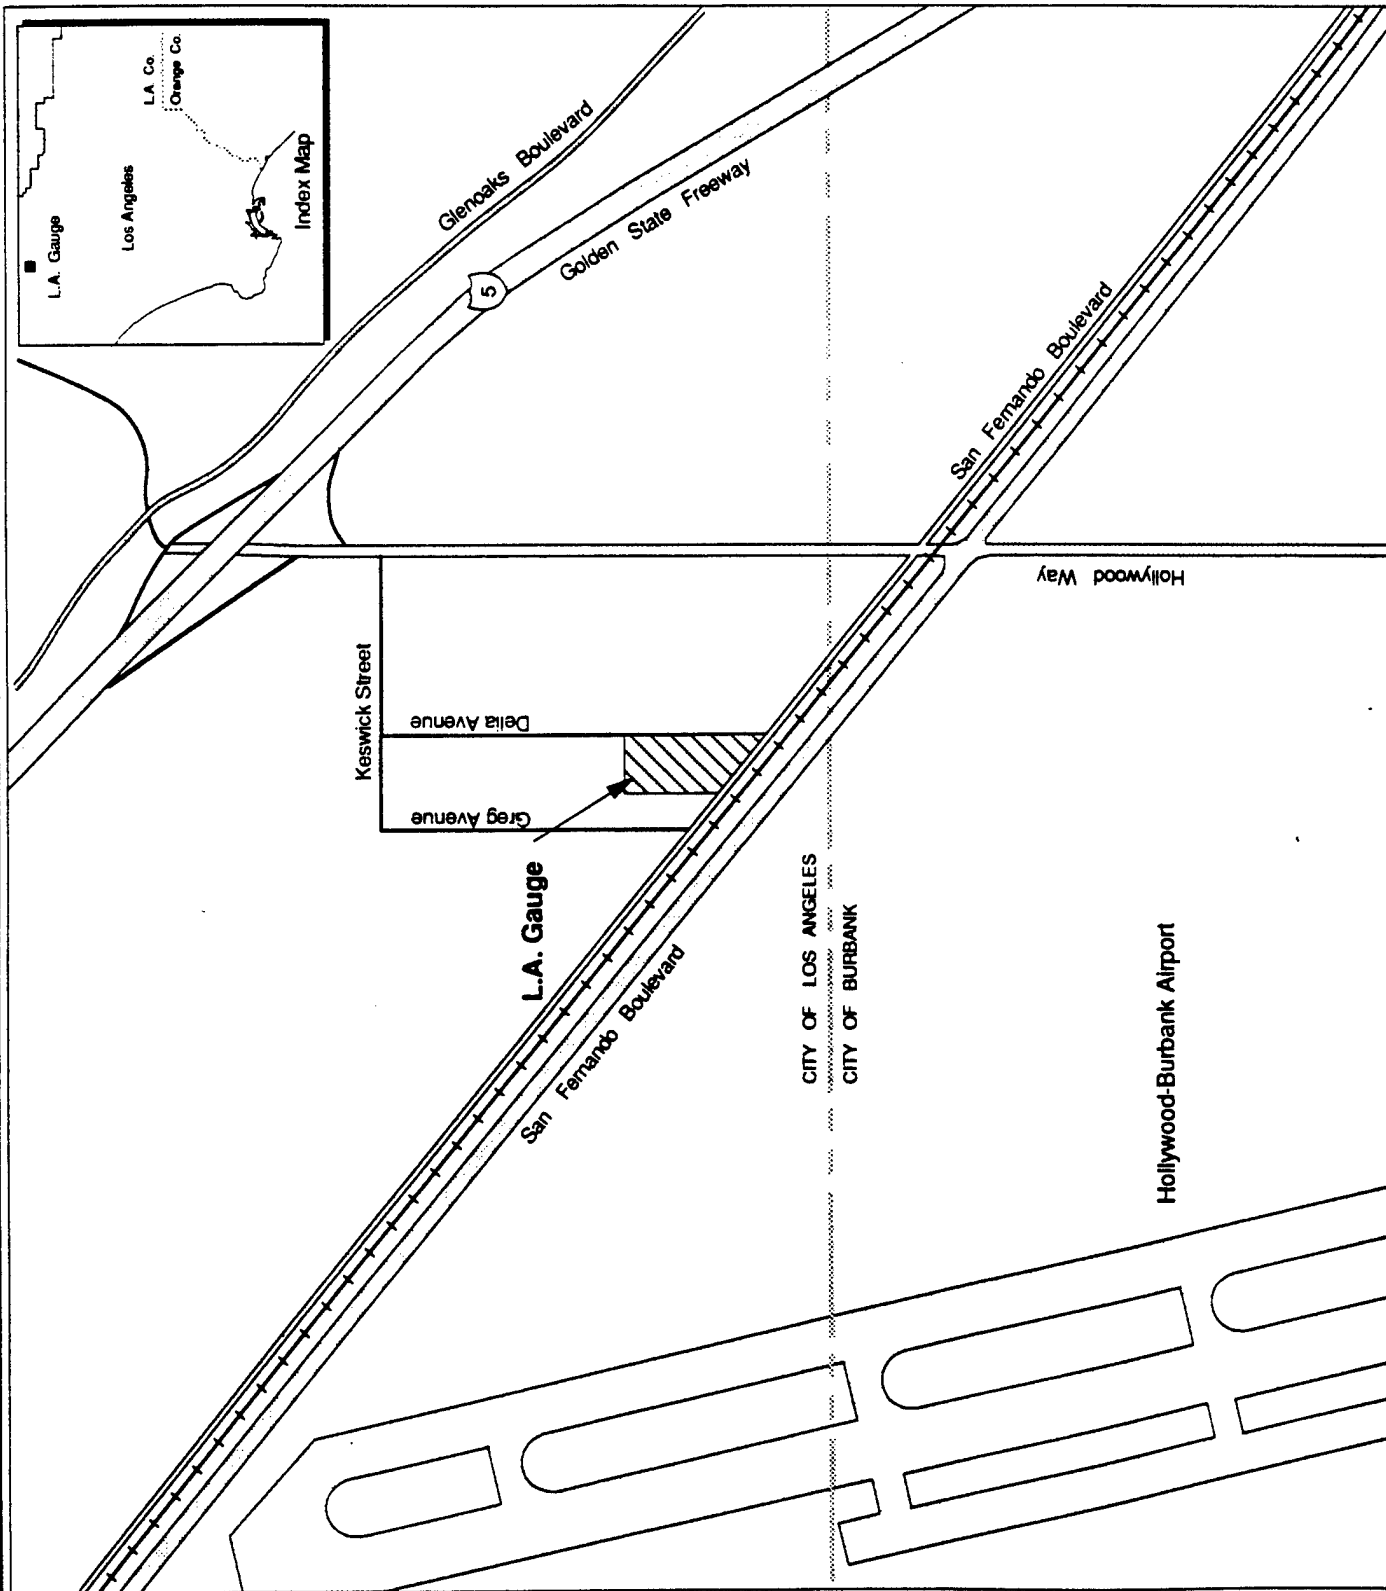 L.A. Gauge
Los Angeles
L.A. Co.
Orange Co.
Index Map
Glenoaks Boulevard
5
Golden State Freeway
San Fernando Boulevard
Hollywood Way
Keswick Street
Delia Avenue
Greg Avenue
L.A. Gauge
San Fernando Boulevard
CITY OF LOS ANGELES
CITY OF BURBANK
Hollywood-Burbank Airport